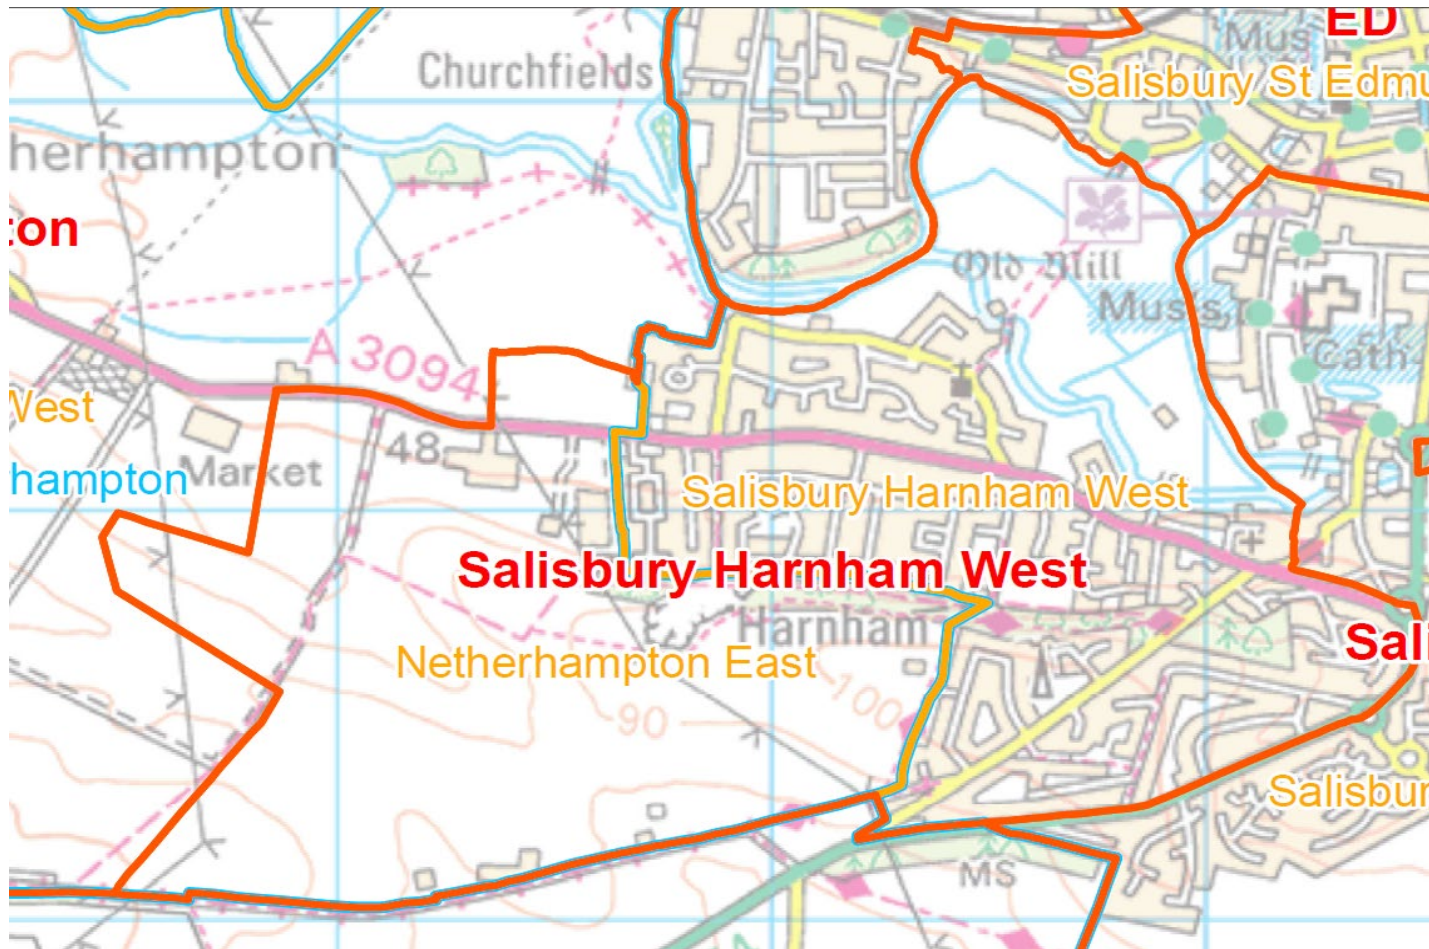 ED
Mus
Churchfields
Salisbury St Edmu
herhampton
ton
Old Mill
Mus's
A 3094
Cath
West
48
hampton
Market
Salisbury Harnham West
Salisbury Harnham West
Harnham
Sali
Netherhampton East
100
90
Salisbur
MS